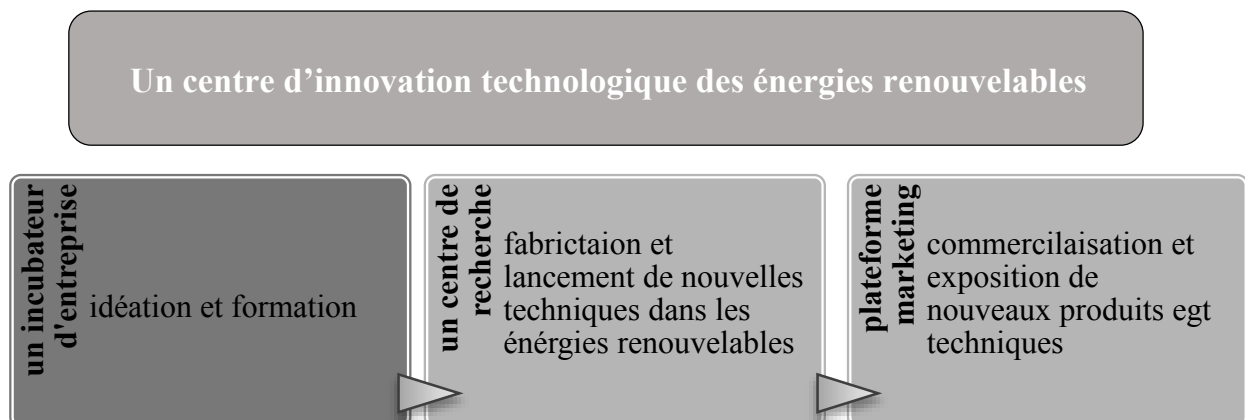 Un centre d’innovation technologique des énergies renouvelables
un incubateur
d'entreprise
idéation et formation
un centre de
recherche
fabrictaion et
lancement de nouvelles
techniques dans les
énérgies renouvelables
plateforme
marketing
commercilaisation et
exposition de
nouveaux produits egt
techniques